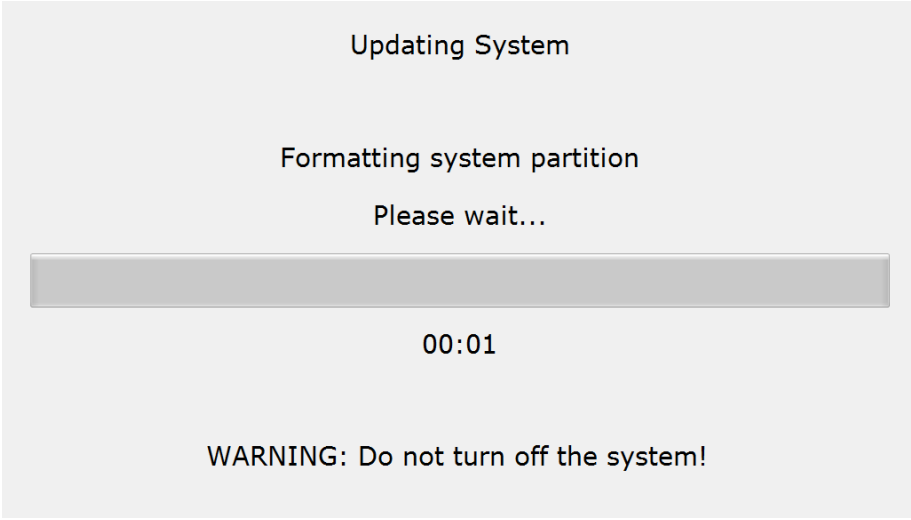 Updating System
Formatting system partition
Please wait...
00:01
WARNING: Do not turn off the system!